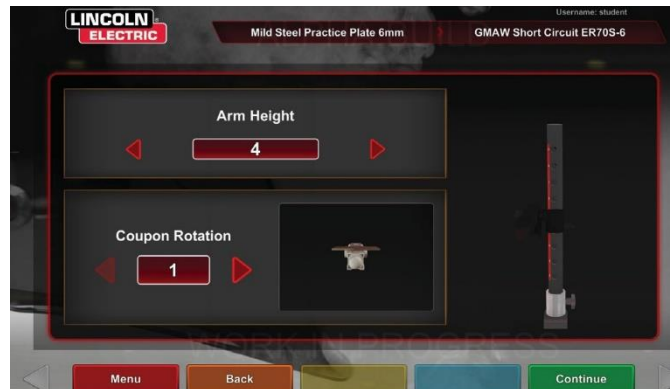 LINCOLN
ELECTRIC
Username: student
Mild Steel Practice Plate 6mm
GMAW Short Circuit ER70S-6
Arm Height
4
Coupon Rotation
1
WORK IN PROGRESS
Menu
Back
Continue